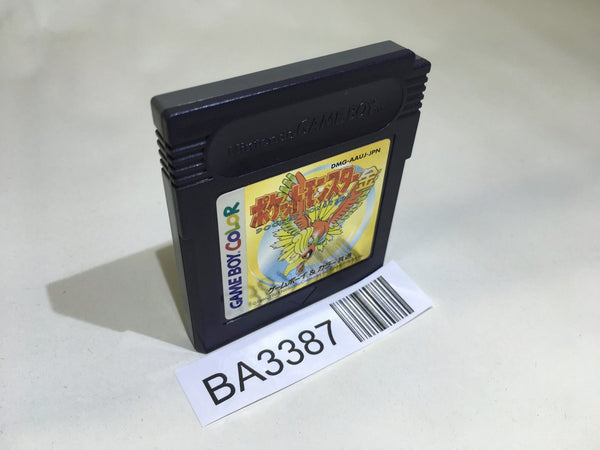 Nintendo GAME BOY
DMG-AAUJ-JPN
ポケットモンスター金
GAME BOY COLOR
ゲームボーイ&カラー共通
BA3387